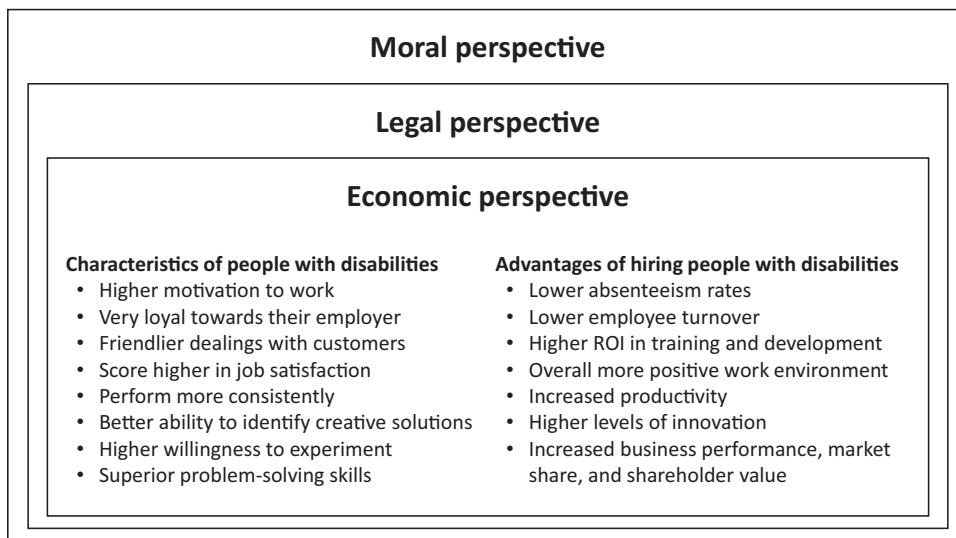 Moral perspective
Legal perspective
Economic perspective
Characteristics of people with disabilities
• Higher motivation to work
• Very loyal towards their employer
• Friendlier dealings with customers
• Score higher in job satisfaction
• Perform more consistently
• Better ability to identify creative solutions
• Higher willingness to experiment
• Superior problem-solving skills
Advantages of hiring people with disabilities
• Lower absenteeism rates
• Lower employee turnover
• Higher ROI in training and development
• Overall more positive work environment
• Increased productivity
• Higher levels of innovation
• Increased business performance, market
share, and shareholder value